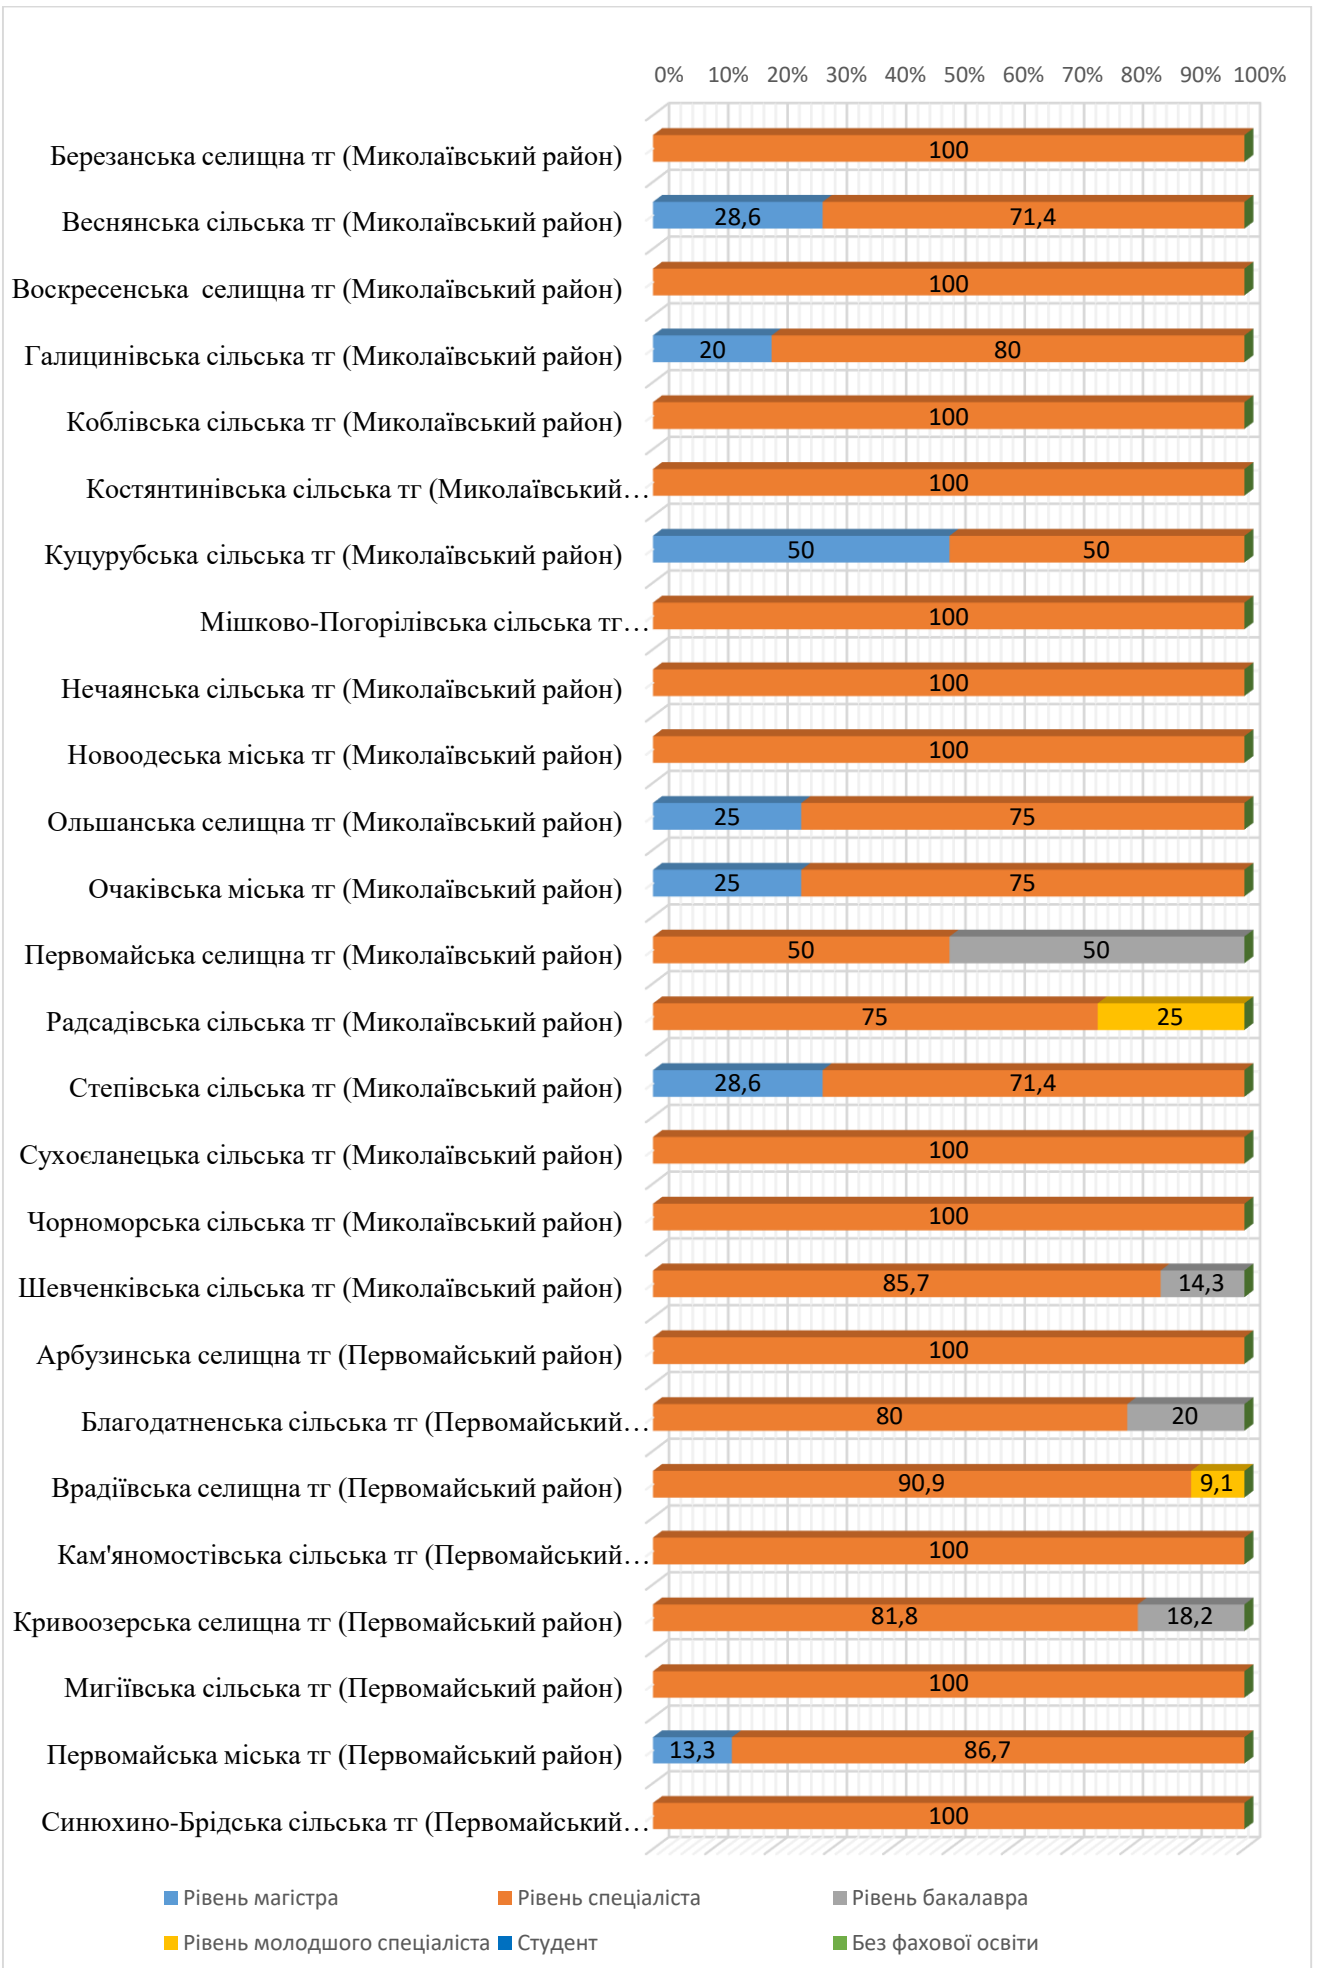 0% 10% 20% 30% 40% 50% 60% 70% 80% 90% 100%
Березанська селищна тг (Миколаївський район) 100
Веснянська сільська тг (Миколаївський район) 28,6 71,4
Воскресенська селищна тг (Миколаївський район) 100
Галицинівська сільська тг (Миколаївський район) 20 80
Коблівська сільська тг (Миколаївський район) 100
Костянтинівська сільська тг (Миколаївський… 100
Куцурубська сільська тг (Миколаївський район) 50 50
Мішково-Погорілівська сільська тг… 100
Нечаянська сільська тг (Миколаївський район) 100
Новоодеська міська тг (Миколаївський район) 100
Ольшанська селищна тг (Миколаївський район) 25 75
Очаківська міська тг (Миколаївський район) 25 75
Первомайська селищна тг (Миколаївський район) 50 50
Радсадівська сільська тг (Миколаївський район) 75 25
Степівська сільська тг (Миколаївський район) 28,6 71,4
Сухоєланецька сільська тг (Миколаївський район) 100
Чорноморська сільська тг (Миколаївський район) 100
Шевченківська сільська тг (Миколаївський район) 85,7 14,3
Арбузинська селищна тг (Первомайський район) 100
Благодатненська сільська тг (Первомайський… 80 20
Врадіївська селищна тг (Первомайський район) 90,9 9,1
Кам'яномостівська сільська тг (Первомайський… 100
Кривоозерська селищна тг (Первомайський район) 81,8 18,2
Мигіївська сільська тг (Первомайський район) 100
Первомайська міська тг (Первомайський район) 13,3 86,7
Синюхино-Брідська сільська тг (Первомайський… 100
Рівень магістра Рівень спеціаліста Рівень бакалавра
Рівень молодшого спеціаліста Студент Без фахової освіти